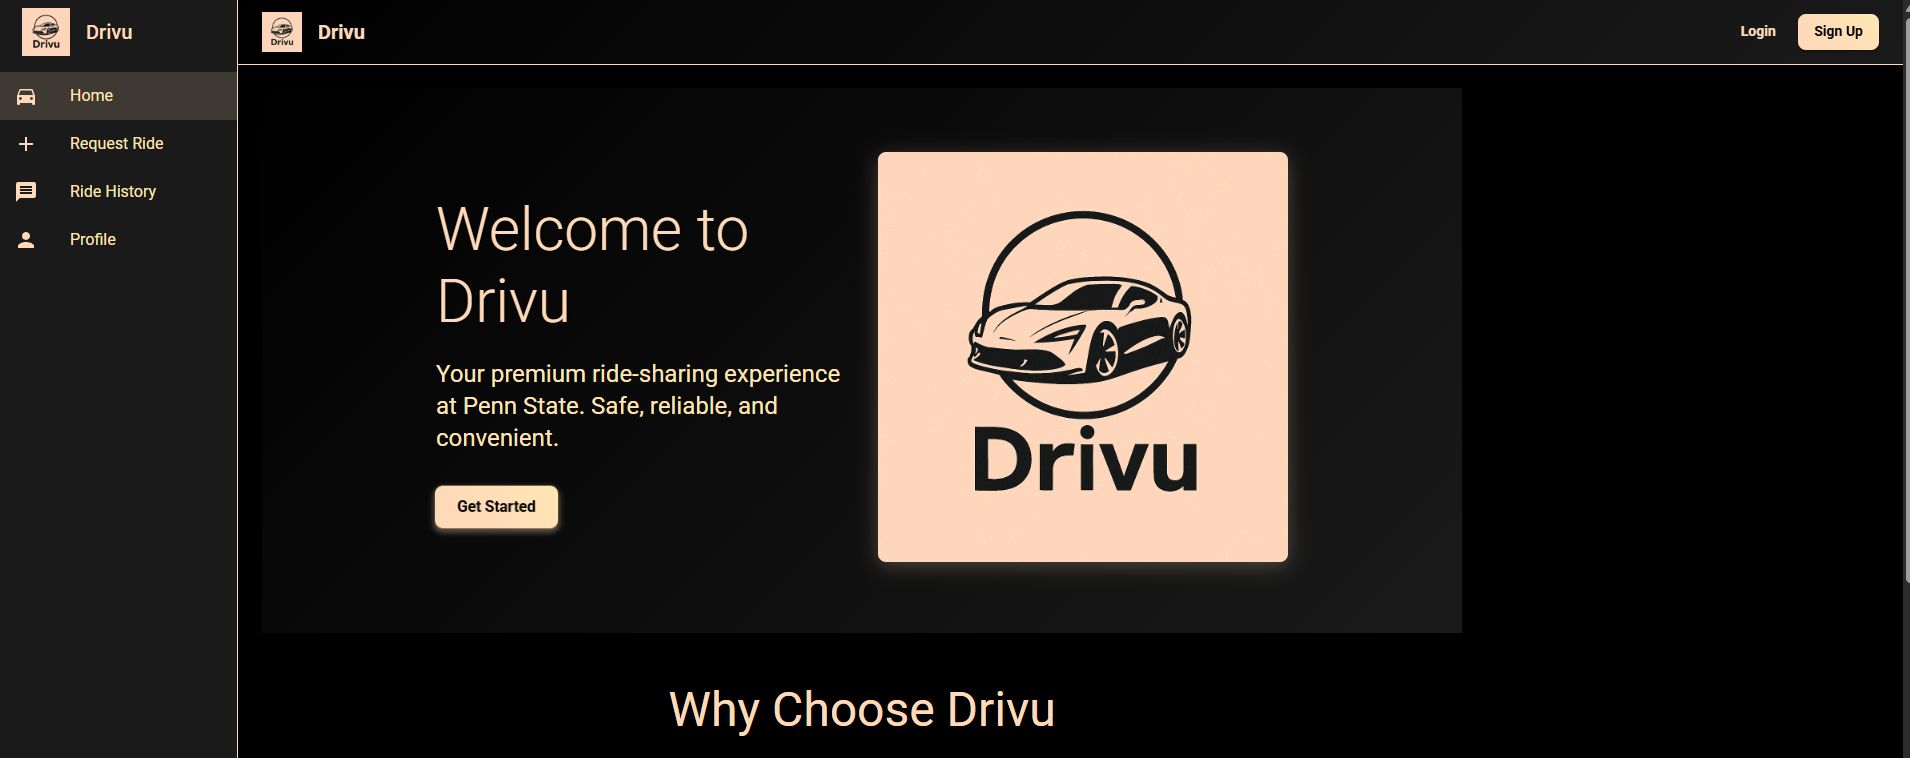 Drivu
Drivu
Home
Request Ride
Ride History
Profile
Drivu
Drivu
Login
Sign Up
Welcome to
Drivu
Your premium ride-sharing experience
at Penn State. Safe, reliable, and
convenient.
Get Started
Drivu
Why Choose Drivu